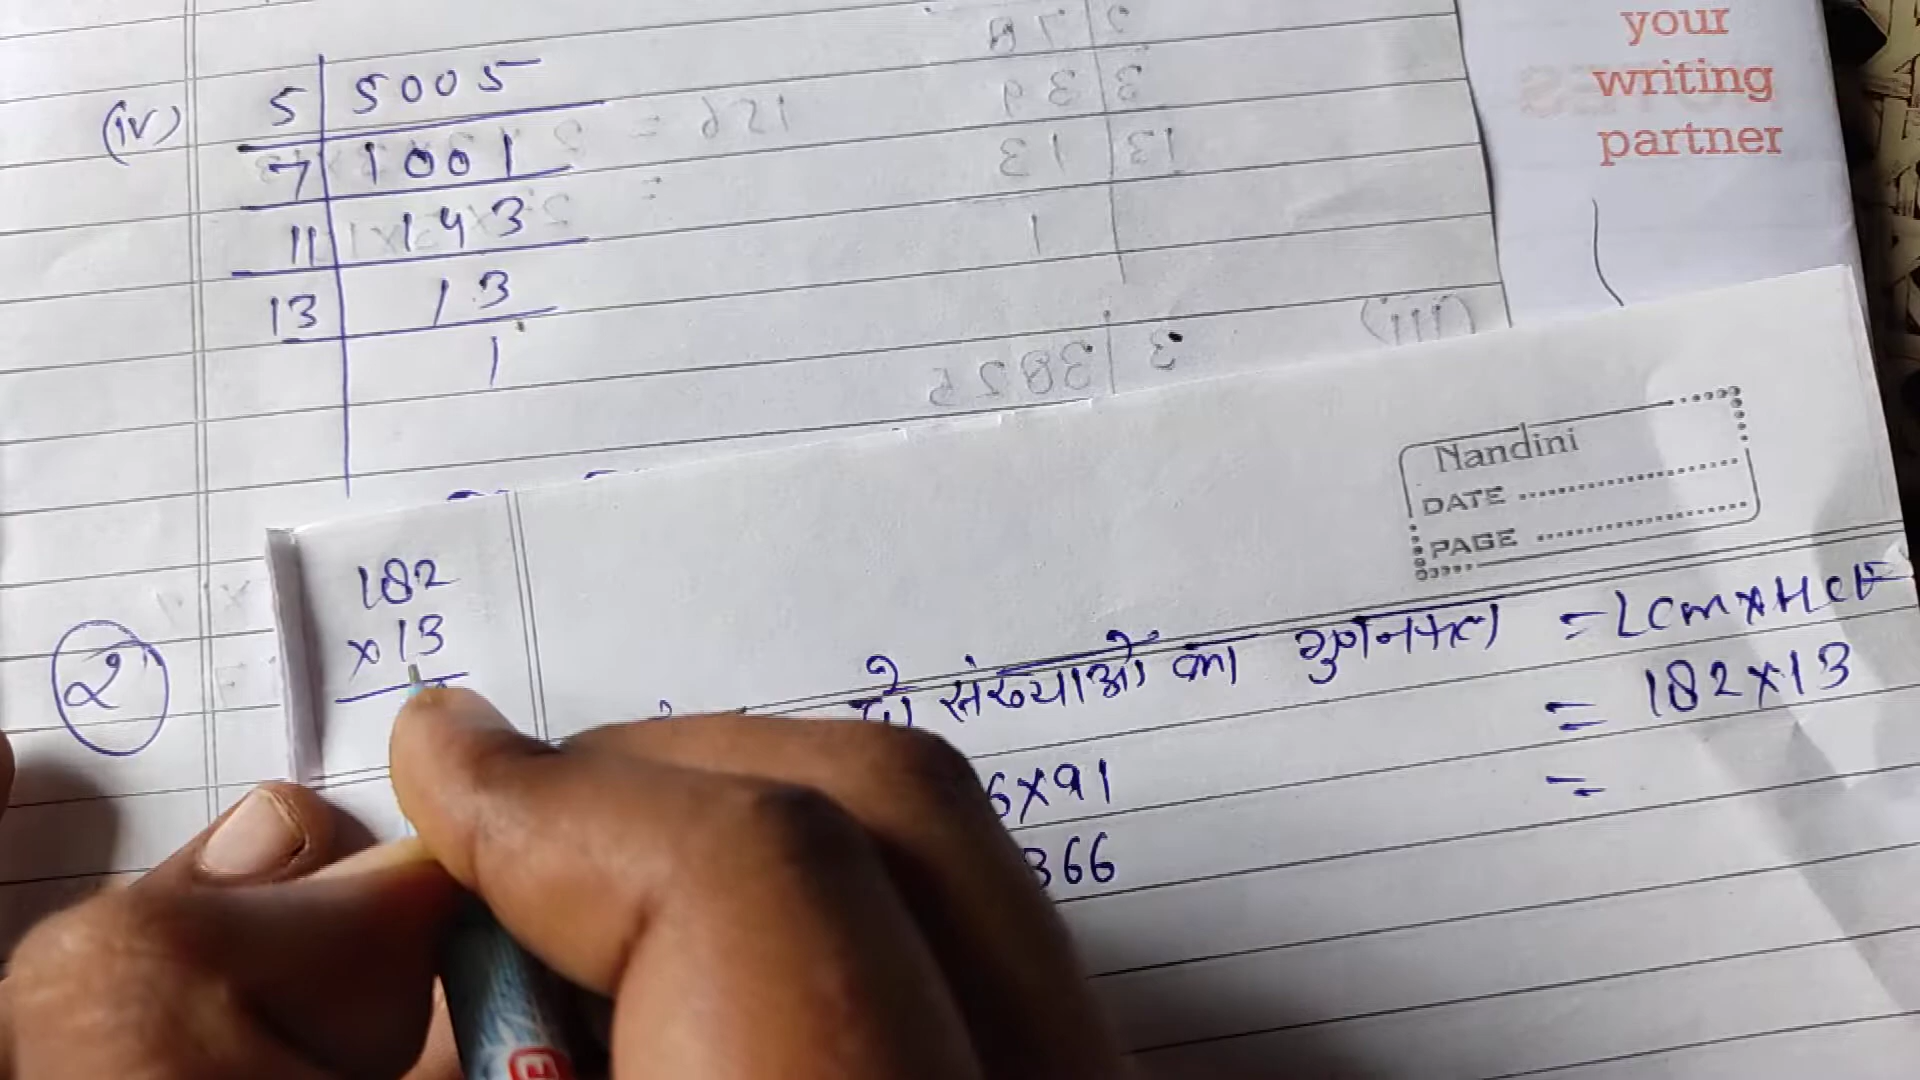 your
writing
partner
(iv)
5 | 5005
7 | 1001
11 | 143
13 | 13
1
Nandini
DATE
PAGE
2
182
×13
दो संख्याओं का गुणनफल = LCM×HCF
= 182×13
6×91 =
366